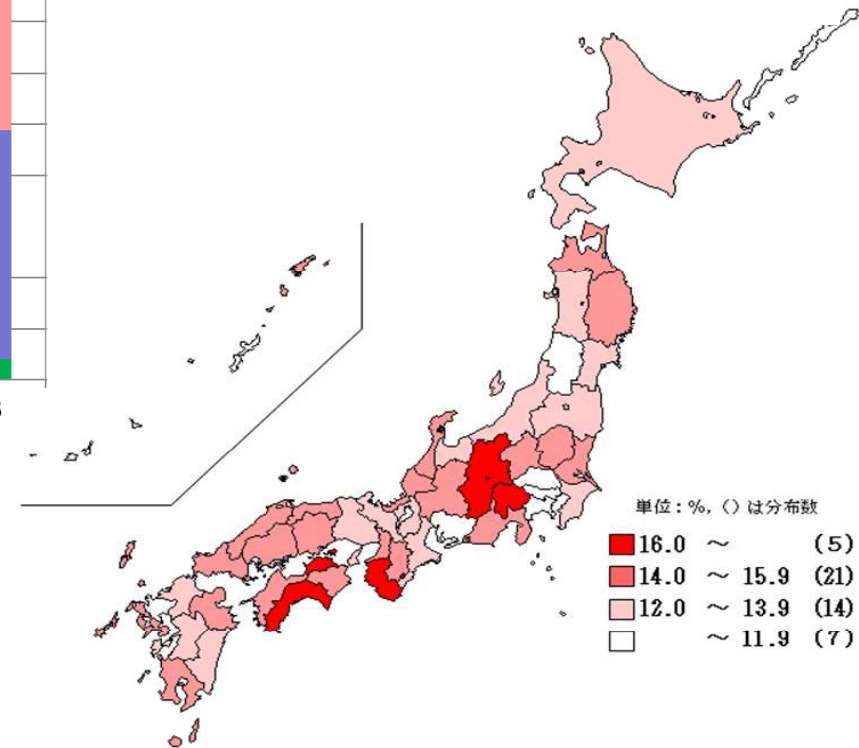 単位：%, () は分布数
16.0 ～ (5)
14.0 ～ 15.9 (21)
12.0 ～ 13.9 (14)
～ 11.9 (7)